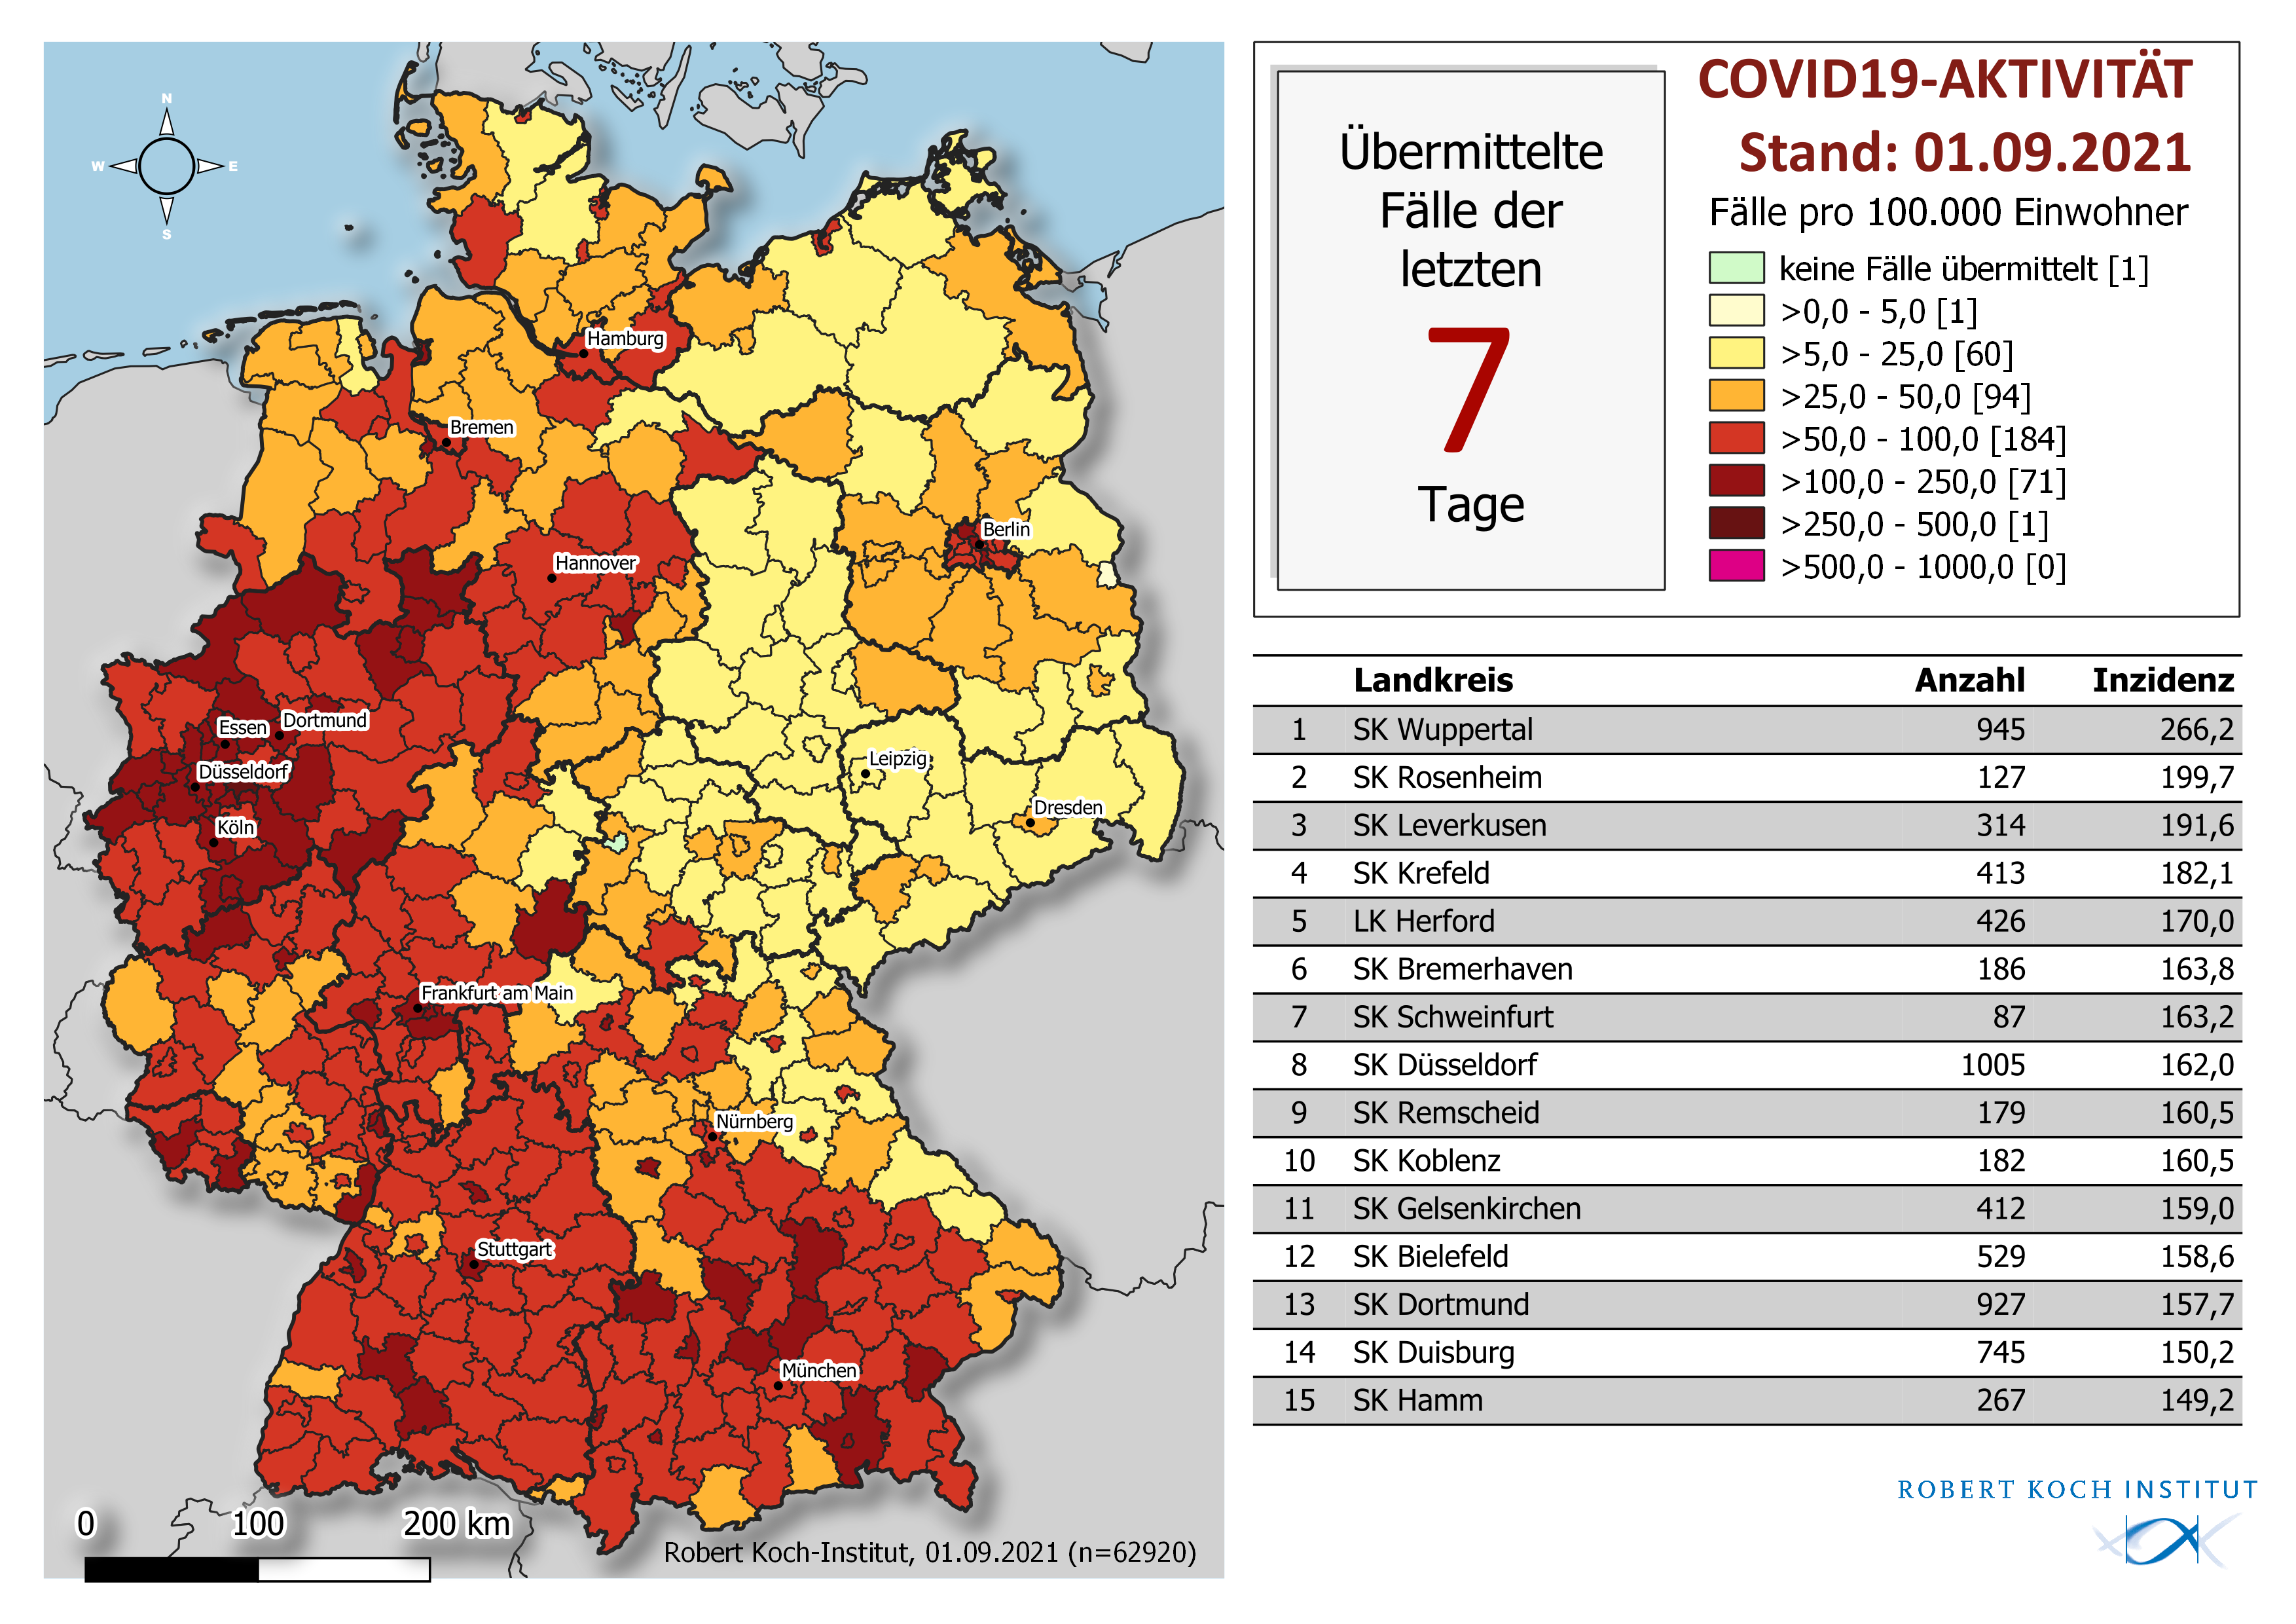 N
W E
S
Hamburg
Bremen
Berlin
Hannover
Essen
Dortmund
Düsseldorf
Leipzig
Köln
Dresden
Frankfurt am Main
Nürnberg
Stuttgart
München
0 100 200 km
Robert Koch-Institut, 01.09.2021 (n=62920)
Übermittelte
Fälle der
letzten
7
Tage
COVID19-AKTIVITÄT
Stand: 01.09.2021
Fälle pro 100.000 Einwohner
keine Fälle übermittelt [1]
>0,0 - 5,0 [1]
>5,0 - 25,0 [60]
>25,0 - 50,0 [94]
>50,0 - 100,0 [184]
>100,0 - 250,0 [71]
>250,0 - 500,0 [1]
>500,0 - 1000,0 [0]
Landkreis Anzahl Inzidenz
1 SK Wuppertal 945 266,2
2 SK Rosenheim 127 199,7
3 SK Leverkusen 314 191,6
4 SK Krefeld 413 182,1
5 LK Herford 426 170,0
6 SK Bremerhaven 186 163,8
7 SK Schweinfurt 87 163,2
8 SK Düsseldorf 1005 162,0
9 SK Remscheid 179 160,5
10 SK Koblenz 182 160,5
11 SK Gelsenkirchen 412 159,0
12 SK Bielefeld 529 158,6
13 SK Dortmund 927 157,7
14 SK Duisburg 745 150,2
15 SK Hamm 267 149,2
ROBERT KOCH INSTITUT